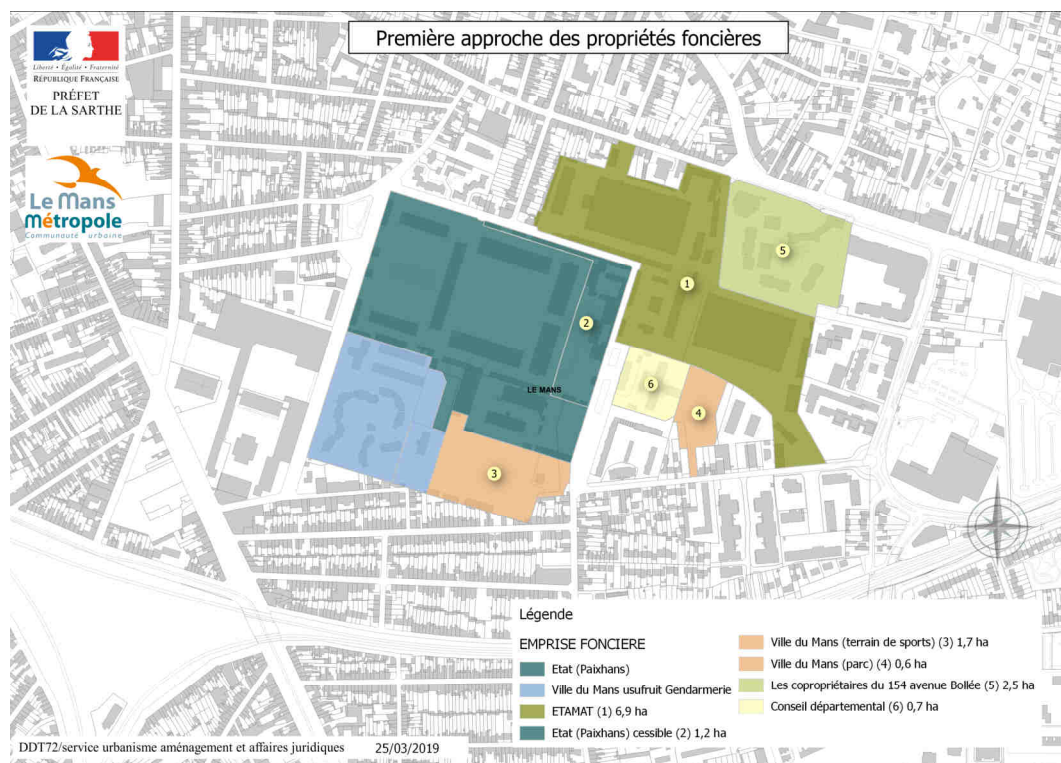 Première approche des propriétés foncières
Liberté • Égalité • Fraternité
RÉPUBLIQUE FRANÇAISE
PRÉFET
DE LA SARTHE
Le Mans
Métropole
Communauté urbaine
5
1
2
LE MANS
6
4
3
Légende
EMPRISE FONCIERE
Etat (Paixhans)
Ville du Mans usufruit Gendarmerie
ETAMAT (1) 6,9 ha
Etat (Paixhans) cessible (2) 1,2 ha
Ville du Mans (terrain de sports) (3) 1,7 ha
Ville du Mans (parc) (4) 0,6 ha
Les copropriétaires du 154 avenue Bollée (5) 2,5 ha
Conseil départemental (6) 0,7 ha
DDT72/service urbanisme aménagement et affaires juridiques 25/03/2019